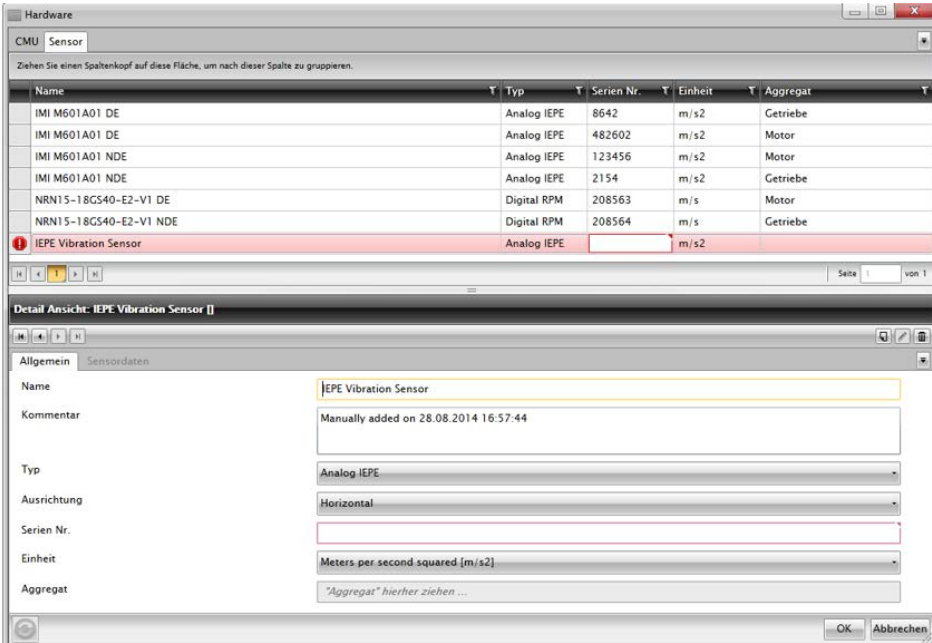 Hardware
CMU Sensor
Ziehen Sie einen Spaltenkopf auf diese Fläche, um nach dieser Spalte zu gruppieren.
Name Typ Serien Nr. Einheit Aggregat
IMI M601A01 DE Analog IEPE 8642 m/s2 Getriebe
IMI M601A01 DE Analog IEPE 482602 m/s2 Motor
IMI M601A01 NDE Analog IEPE 123456 m/s2 Motor
IMI M601A01 NDE Analog IEPE 2154 m/s2 Getriebe
NRN15-18GS40-E2-V1 DE Digital RPM 208563 m/s Motor
NRN15-18GS40-E2-V1 NDE Digital RPM 208564 m/s Getriebe
IEPE Vibration Sensor Analog IEPE m/s2
1 Seite 1 von 1
Detail Ansicht: IEPE Vibration Sensor []
Allgemein Sensordaten
Name IEPE Vibration Sensor
Kommentar Manually added on 28.08.2014 16:57:44
Typ Analog IEPE
Ausrichtung Horizontal
Serien Nr.
Einheit Meters per second squared [m/s2]
Aggregat "Aggregat" hierher ziehen ...
OK Abbrechen